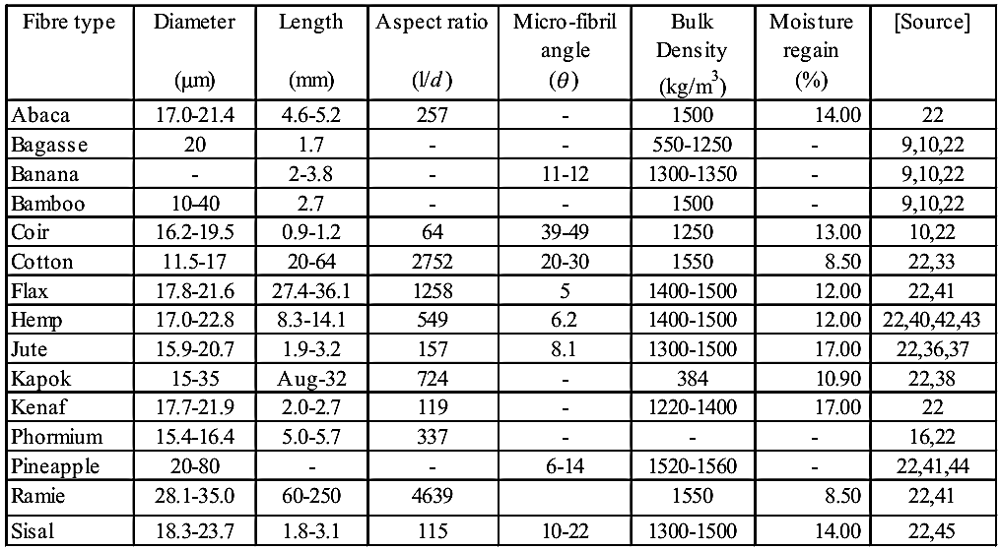 Fibre type Diameter Length Aspect ratio Micro-fibril Bulk Moisture [Source]
angle Density regain
(μm) (mm) (l/d) (θ) (kg/m³) (%)
Abaca 17.0-21.4 4.6-5.2 257 - 1500 14.00 22
Bagasse 20 1.7 - - 550-1250 - 9,10,22
Banana - 2-3.8 - 11-12 1300-1350 - 9,10,22
Bamboo 10-40 2.7 - - 1500 - 9,10,22
Coir 16.2-19.5 0.9-1.2 64 39-49 1250 13.00 10,22
Cotton 11.5-17 20-64 2752 20-30 1550 8.50 22,33
Flax 17.8-21.6 27.4-36.1 1258 5 1400-1500 12.00 22,41
Hemp 17.0-22.8 8.3-14.1 549 6.2 1400-1500 12.00 22,40,42,43
Jute 15.9-20.7 1.9-3.2 157 8.1 1300-1500 17.00 22,36,37
Kapok 15-35 Aug-32 724 - 384 10.90 22,38
Kenaf 17.7-21.9 2.0-2.7 119 - 1220-1400 17.00 22
Phormium 15.4-16.4 5.0-5.7 337 - - - 16,22
Pineapple 20-80 - - 6-14 1520-1560 - 22,41,44
Ramie 28.1-35.0 60-250 4639 1550 8.50 22,41
Sisal 18.3-23.7 1.8-3.1 115 10-22 1300-1500 14.00 22,45